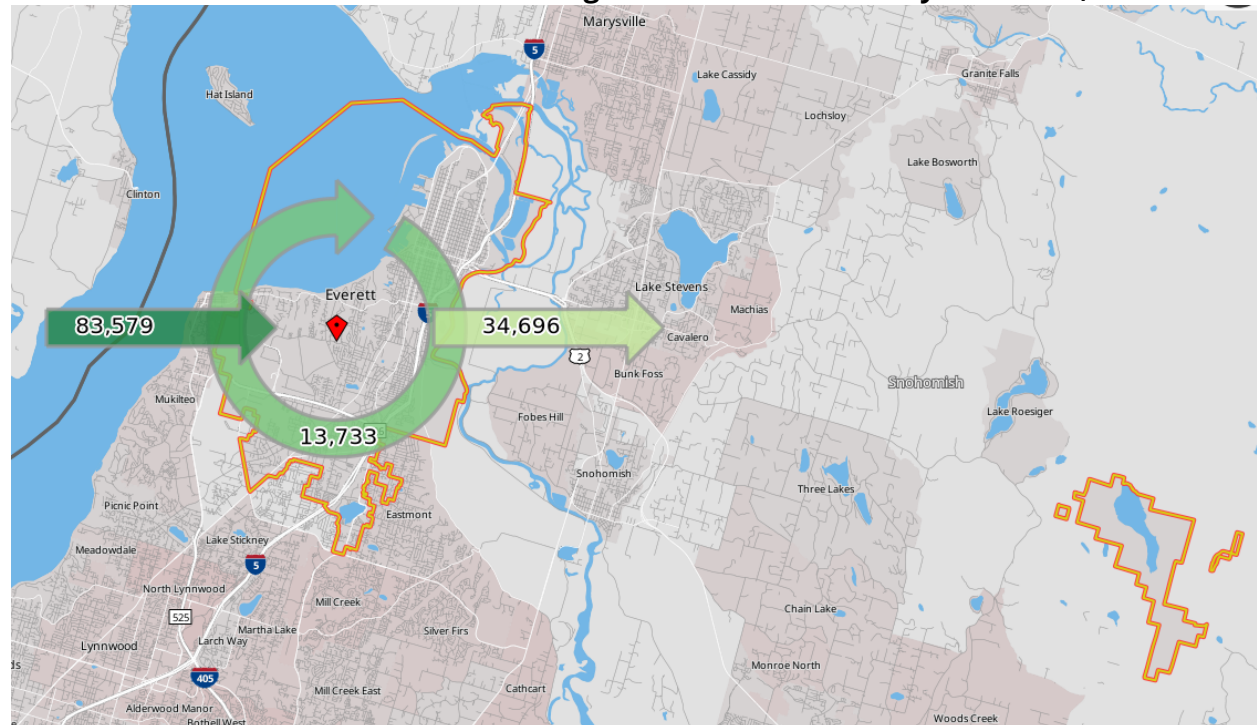 Marysville
5
Lake Cassidy
Granite Falls
Hat Island
Lochsloy
Lake Bosworth
Clinton
Everett
Lake Stevens
83,579
34,696
Machias
Cavalero
2
Bunk Foss
Snohomish
Mukilteo
Fobes Hill
Lake Roesiger
13,733
Snohomish
Three Lakes
Picnic Point
Eastmont
Lake Stickney
Meadowdale
5
North Lynnwood
Mill Creek
525
Chain Lake
Martha Lake
Silver Firs
Larch Way
Lynnwood
Monroe North
405
Mill Creek East
Cathcart
Alderwood Manor
Woods Creek
Bothell West